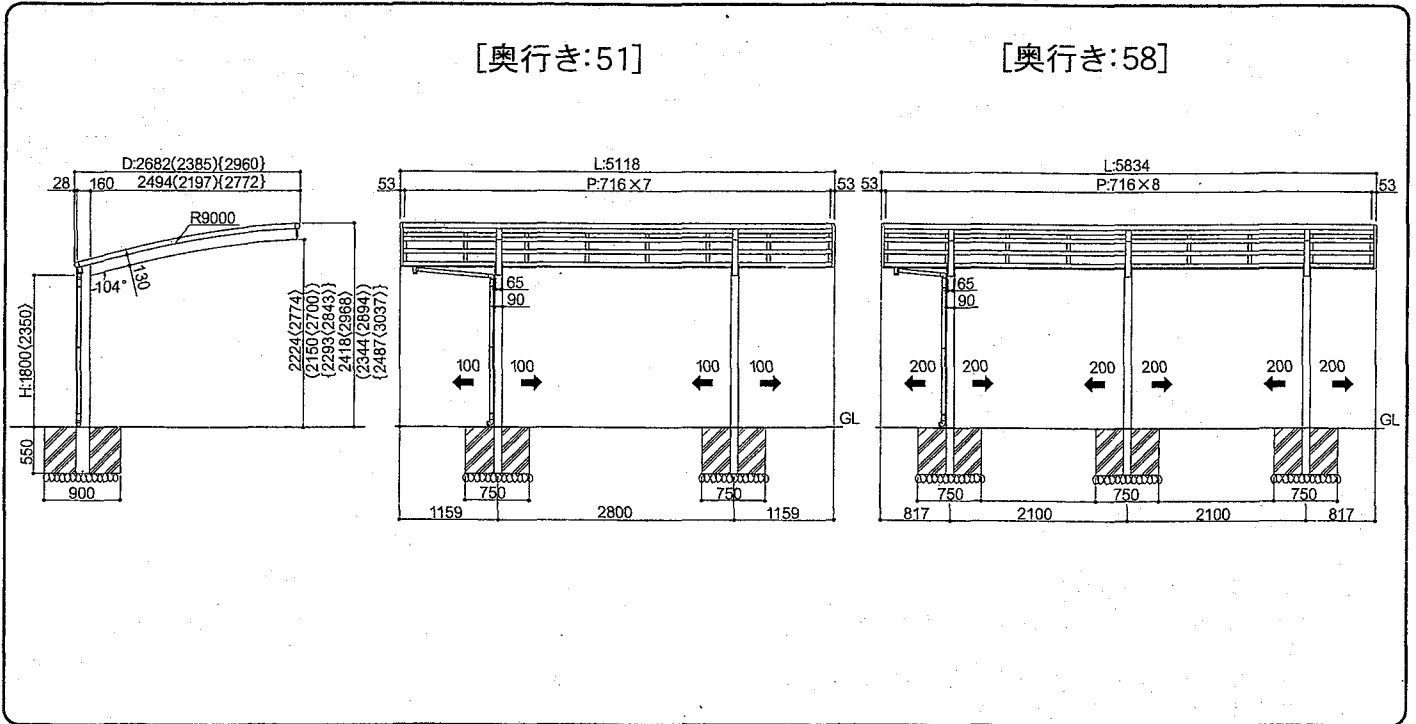 [奥行き:51]
[奥行き:58]
D:2682(2385){2960}
28 160 2494(2197){2772}
R9000
130
104°
H:1800〈2350〉
550
900
2224〈2774〉
(2150〈2700〉)
{2293〈2843〉}
2418〈2968〉
(2344〈2894〉)
{2487〈3037〉}
L:5118
53 P:716×7 53
65
90
100 100 100 100
GL
750 750
1159 2800 1159
L:5834
53 P:716×8 53
65
90
200 200 200 200 200 200
GL
750 750 750
817 2100 2100 817